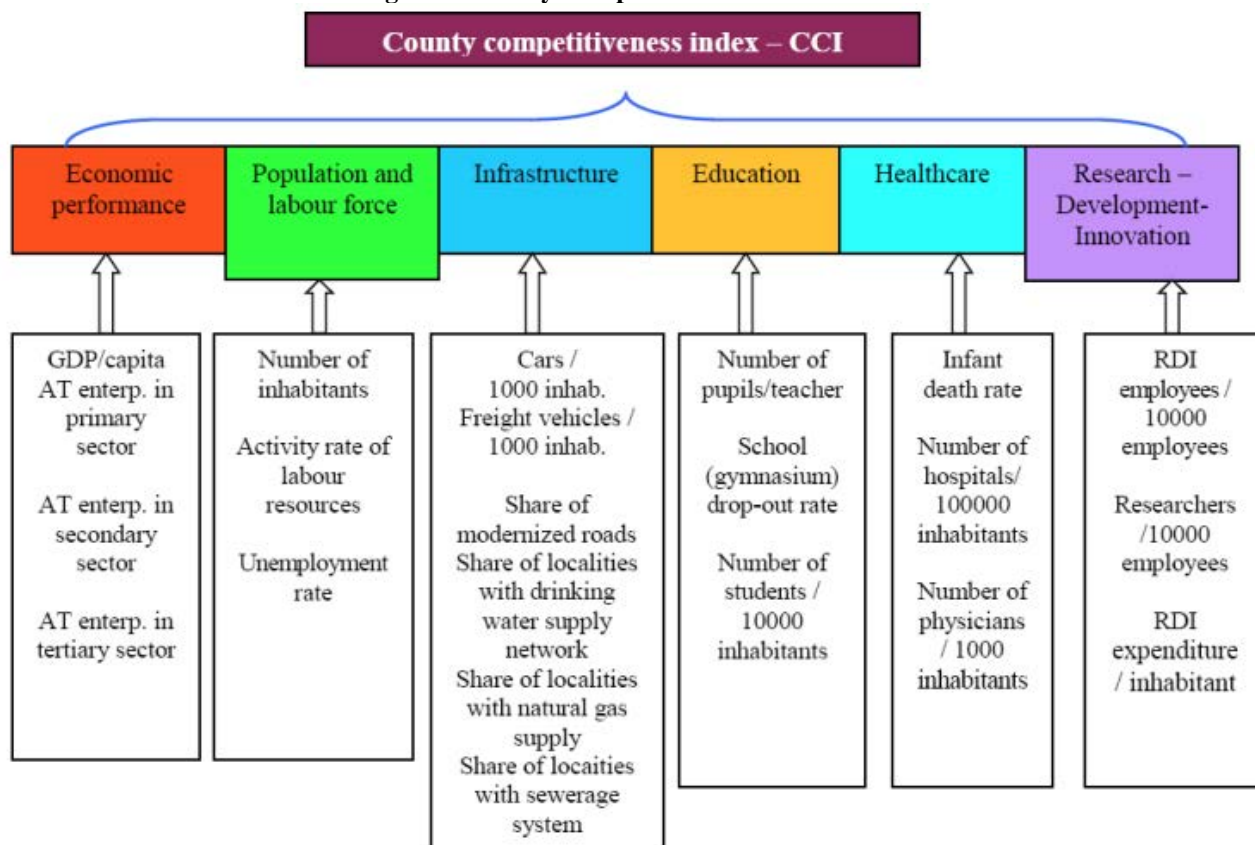 County competitiveness index – CCI
Economic
performance
Population and
labour force
Infrastructure
Education
Healthcare
Research –
Development-
Innovation
GDP/capita
AT enterp. in
primary
sector
AT enterp. in
secondary
sector
AT enterp. in
tertiary sector
Number of
inhabitants
Activity rate of
labour
resources
Unemployment
rate
Cars /
1000 inhab.
Freight vehicles /
1000 inhab.
Share of
modernized roads
Share of localities
with drinking
water supply
network
Share of localities
with natural gas
supply
Share of locaities
with sewerage
system
Number of
pupils/teacher
School
(gymnasium)
drop-out rate
Number of
students /
10000
inhabitants
Infant
death rate
Number of
hospitals/
100000
inhabitants
Number of
physicians
/ 1000
inhabitants
RDI
employees /
10000
employees
Researchers
/10000
employees
RDI
expenditure
/ inhabitant